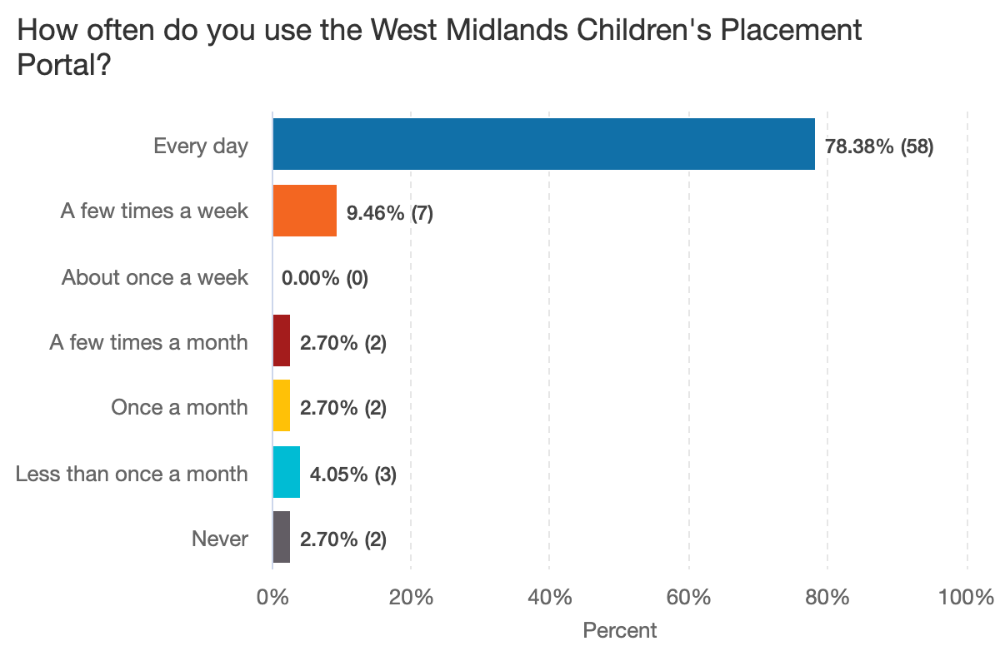 How often do you use the West Midlands Children's Placement
Portal?
Every day 78.38% (58)
A few times a week 9.46% (7)
About once a week 0.00% (0)
A few times a month 2.70% (2)
Once a month 2.70% (2)
Less than once a month 4.05% (3)
Never 2.70% (2)
0% 20% 40% 60% 80% 100%
Percent